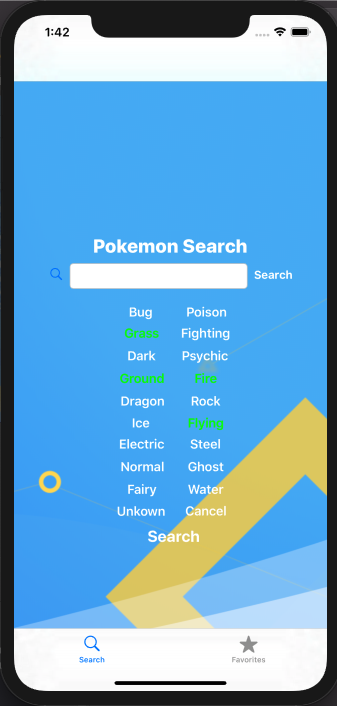 1:42
Pokemon Search
Search
Bug Poison
Grass Fighting
Dark Psychic
Ground Fire
Dragon Rock
Ice Flying
Electric Steel
Normal Ghost
Fairy Water
Unkown Cancel
Search
Search Favorites